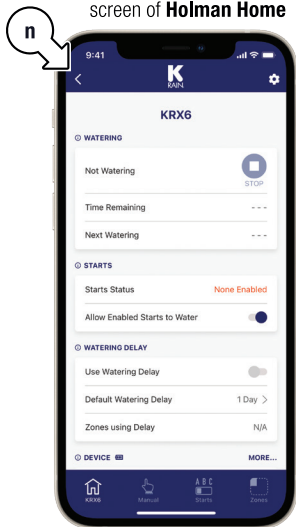 screen of Holman Home
n
9:41
K
RAIN
KRX6
WATERING
Not Watering
STOP
Time Remaining ---
Next Watering ---
STARTS
Starts Status None Enabled
Allow Enabled Starts to Water
WATERING DELAY
Use Watering Delay
Default Watering Delay 1 Day >
Zones using Delay N/A
DEVICE MORE...
A B C
KRX6 Manual Starts Zones